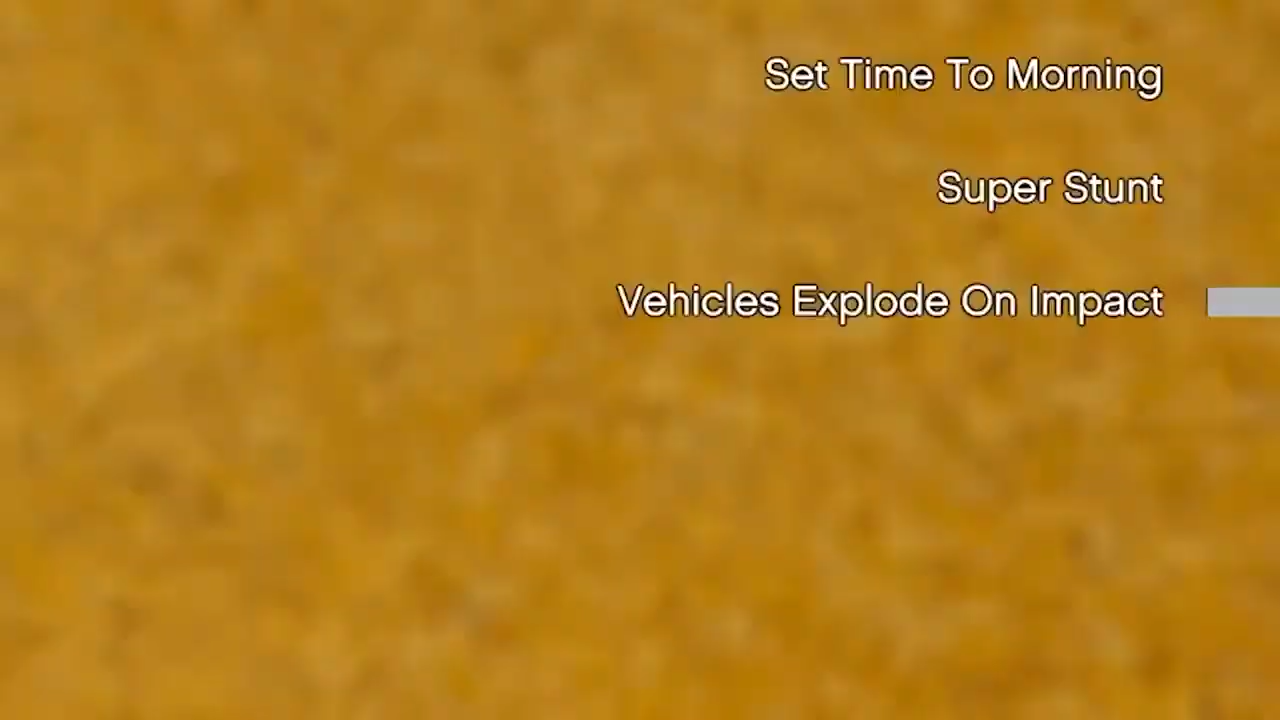 Set Time To Morning
Super Stunt
Vehicles Explode On Impact